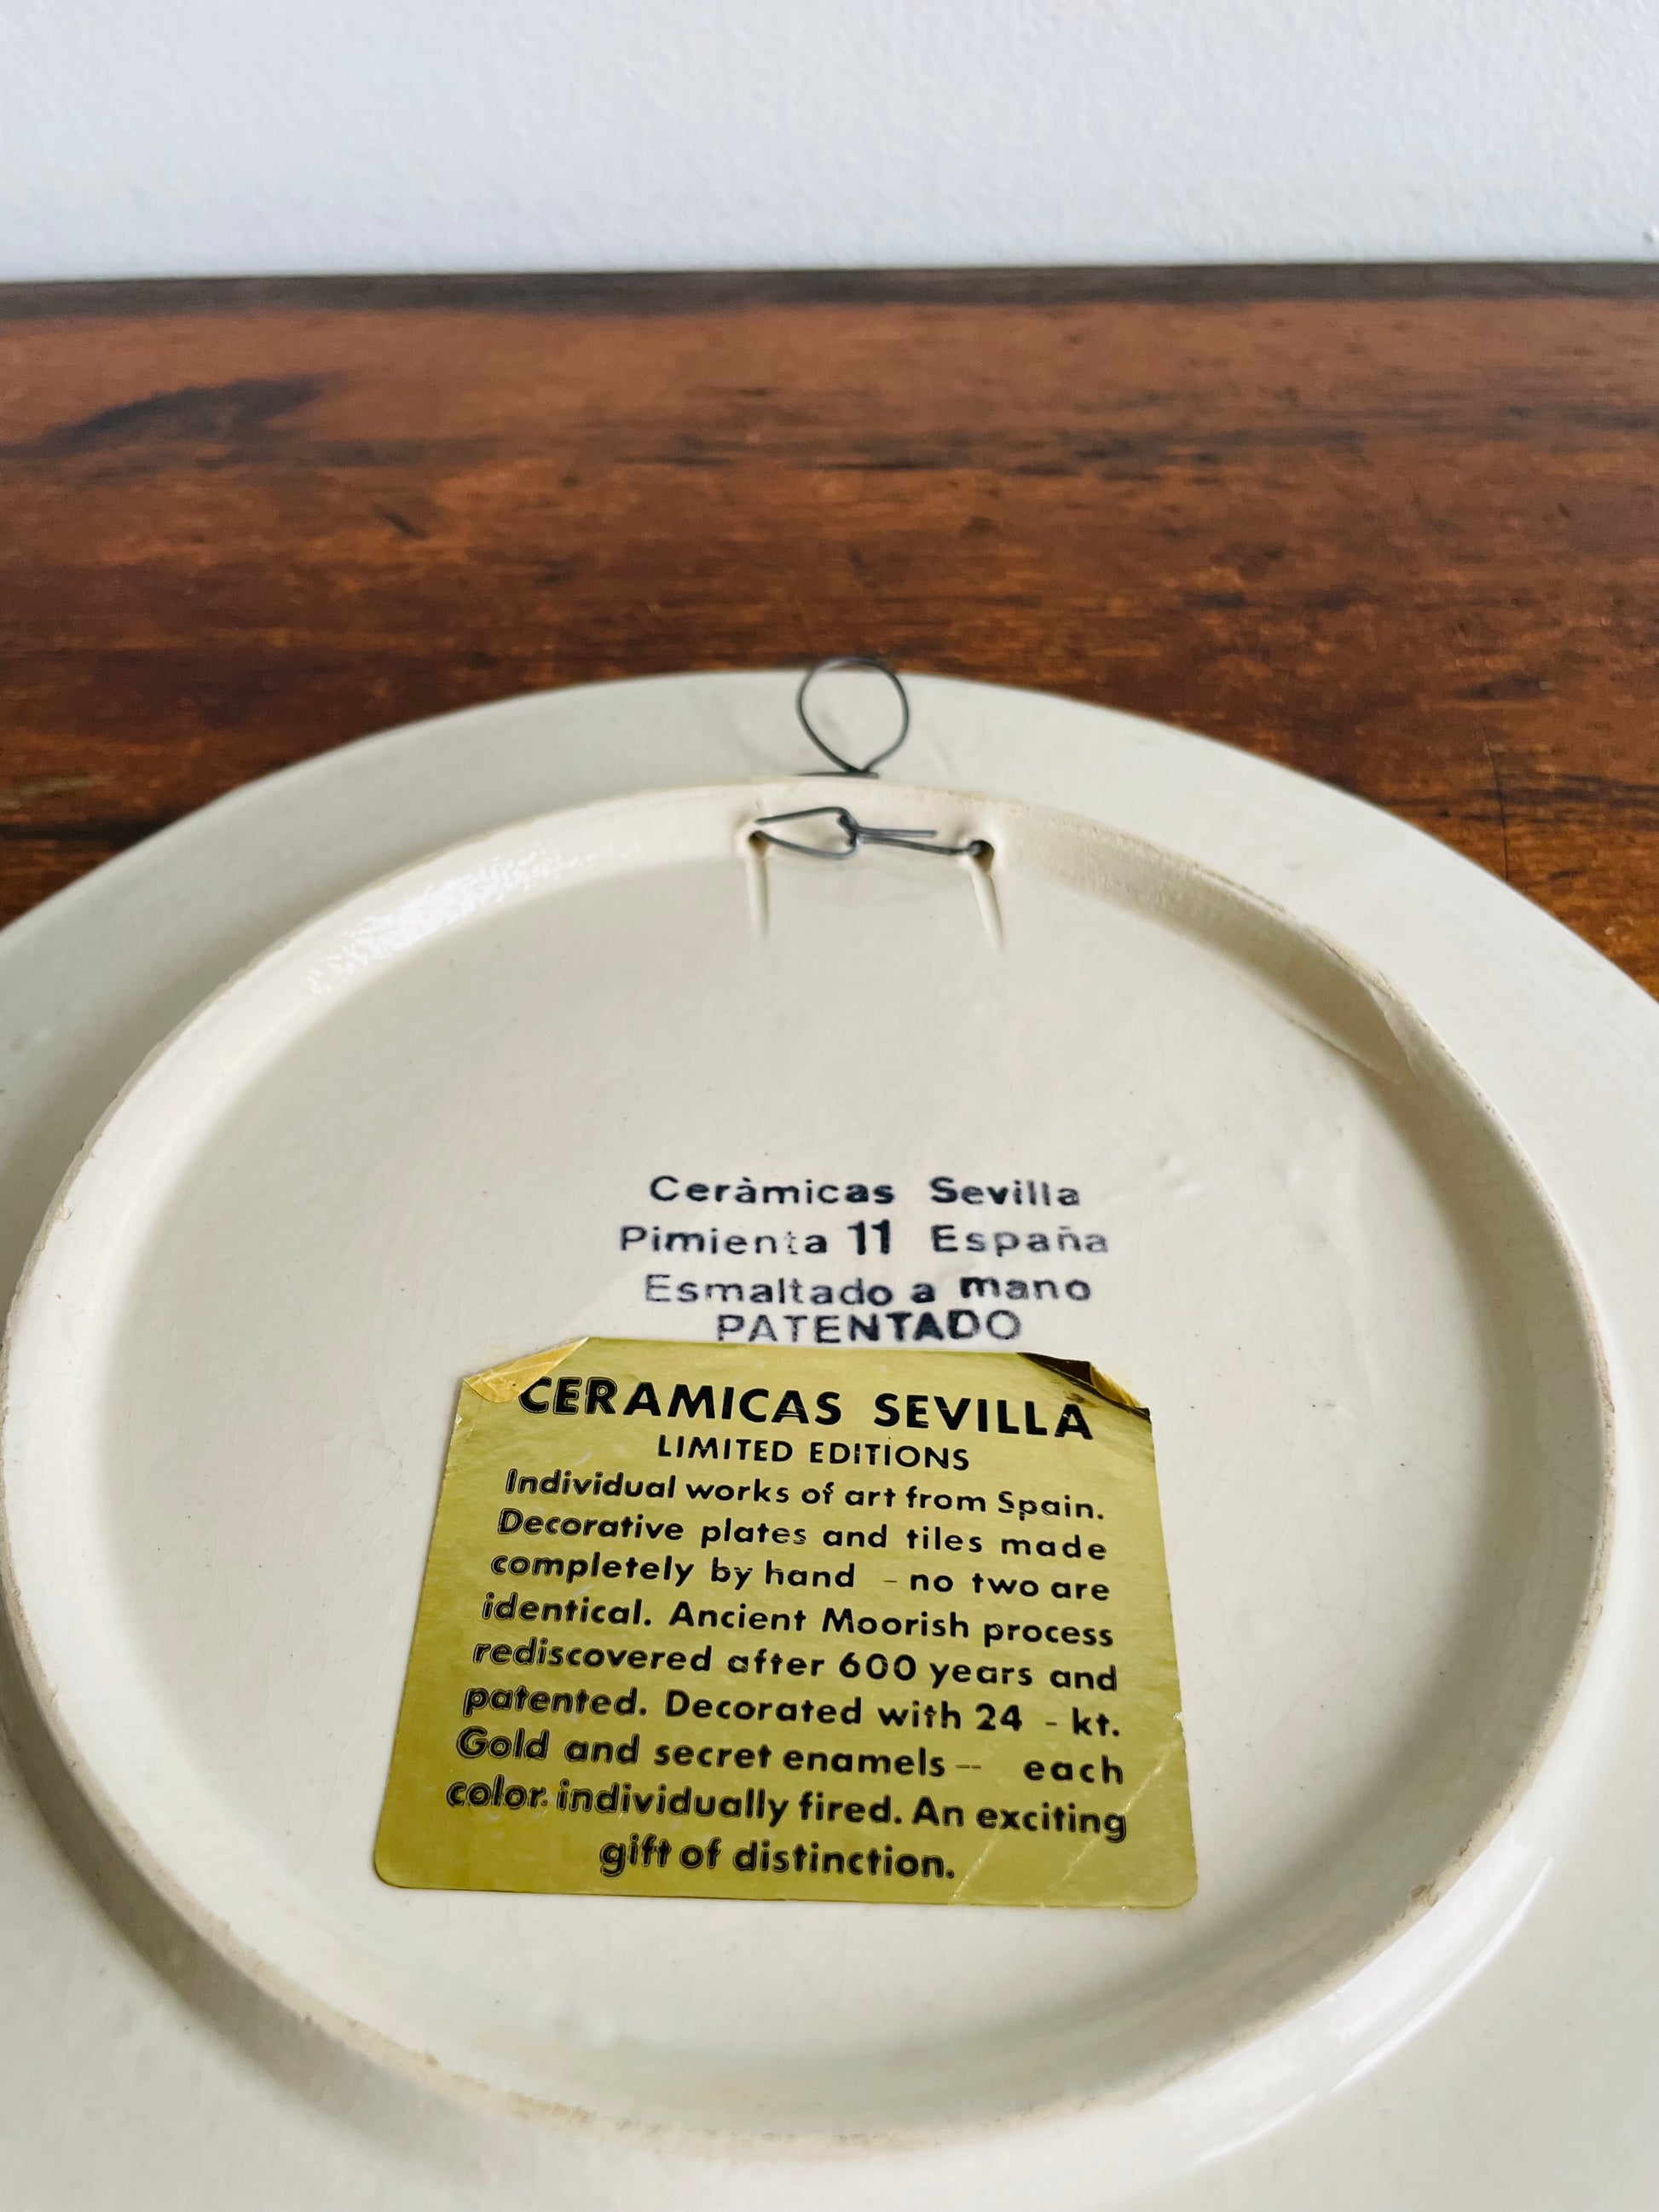 Ceràmicas Sevilla
Pimienta 11 España
Esmaltado a mano
PATENTADO
CERAMICAS SEVILLA
LIMITED EDITIONS
Individual works of art from Spain.
Decorative plates and tiles made
completely by hand - no two are
identical. Ancient Moorish process
rediscovered after 600 years and
patented. Decorated with 24 - kt.
Gold and secret enamels -- each
color. individually fired. An exciting
gift of distinction.